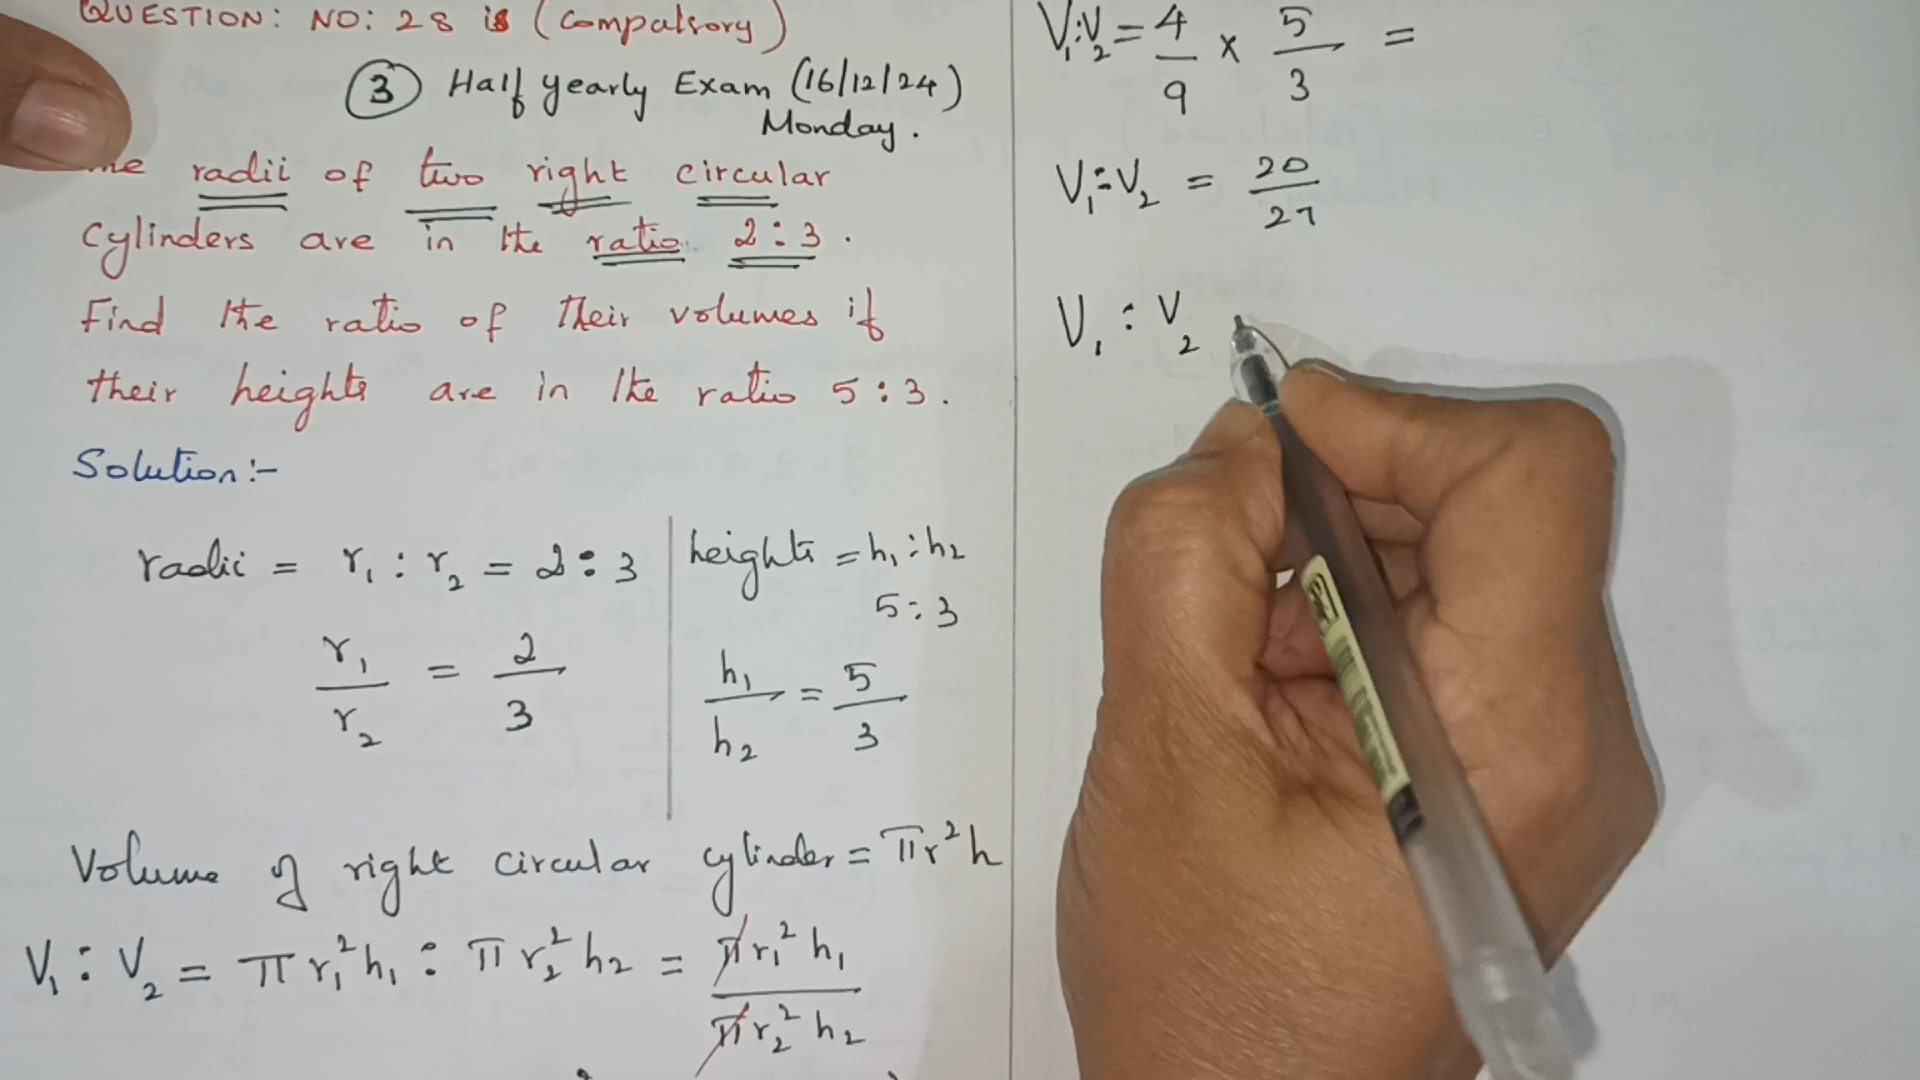 QUESTION: NO: 28 is (Compulsory)
③ Half yearly Exam (16/12/24)
Monday.
radii of two right circular
cylinders are in the ratio 2:3.
Find the ratio of their volumes if
their heights are in the ratio 5:3.
Solution:-
radii = r₁ : r₂ = 2:3
r₁/r₂ = 2/3
heights = h₁ : h₂
5:3
h₁/h₂ = 5/3
Volume of right circular cylinder = πr²h
V₁ : V₂ = πr₁²h₁ : πr₂²h₂ = πr₁²h₁/πr₂²h₂
V₁:V₂ = 4/9 x 5/3 =
V₁:V₂ = 20/27
V₁ : V₂